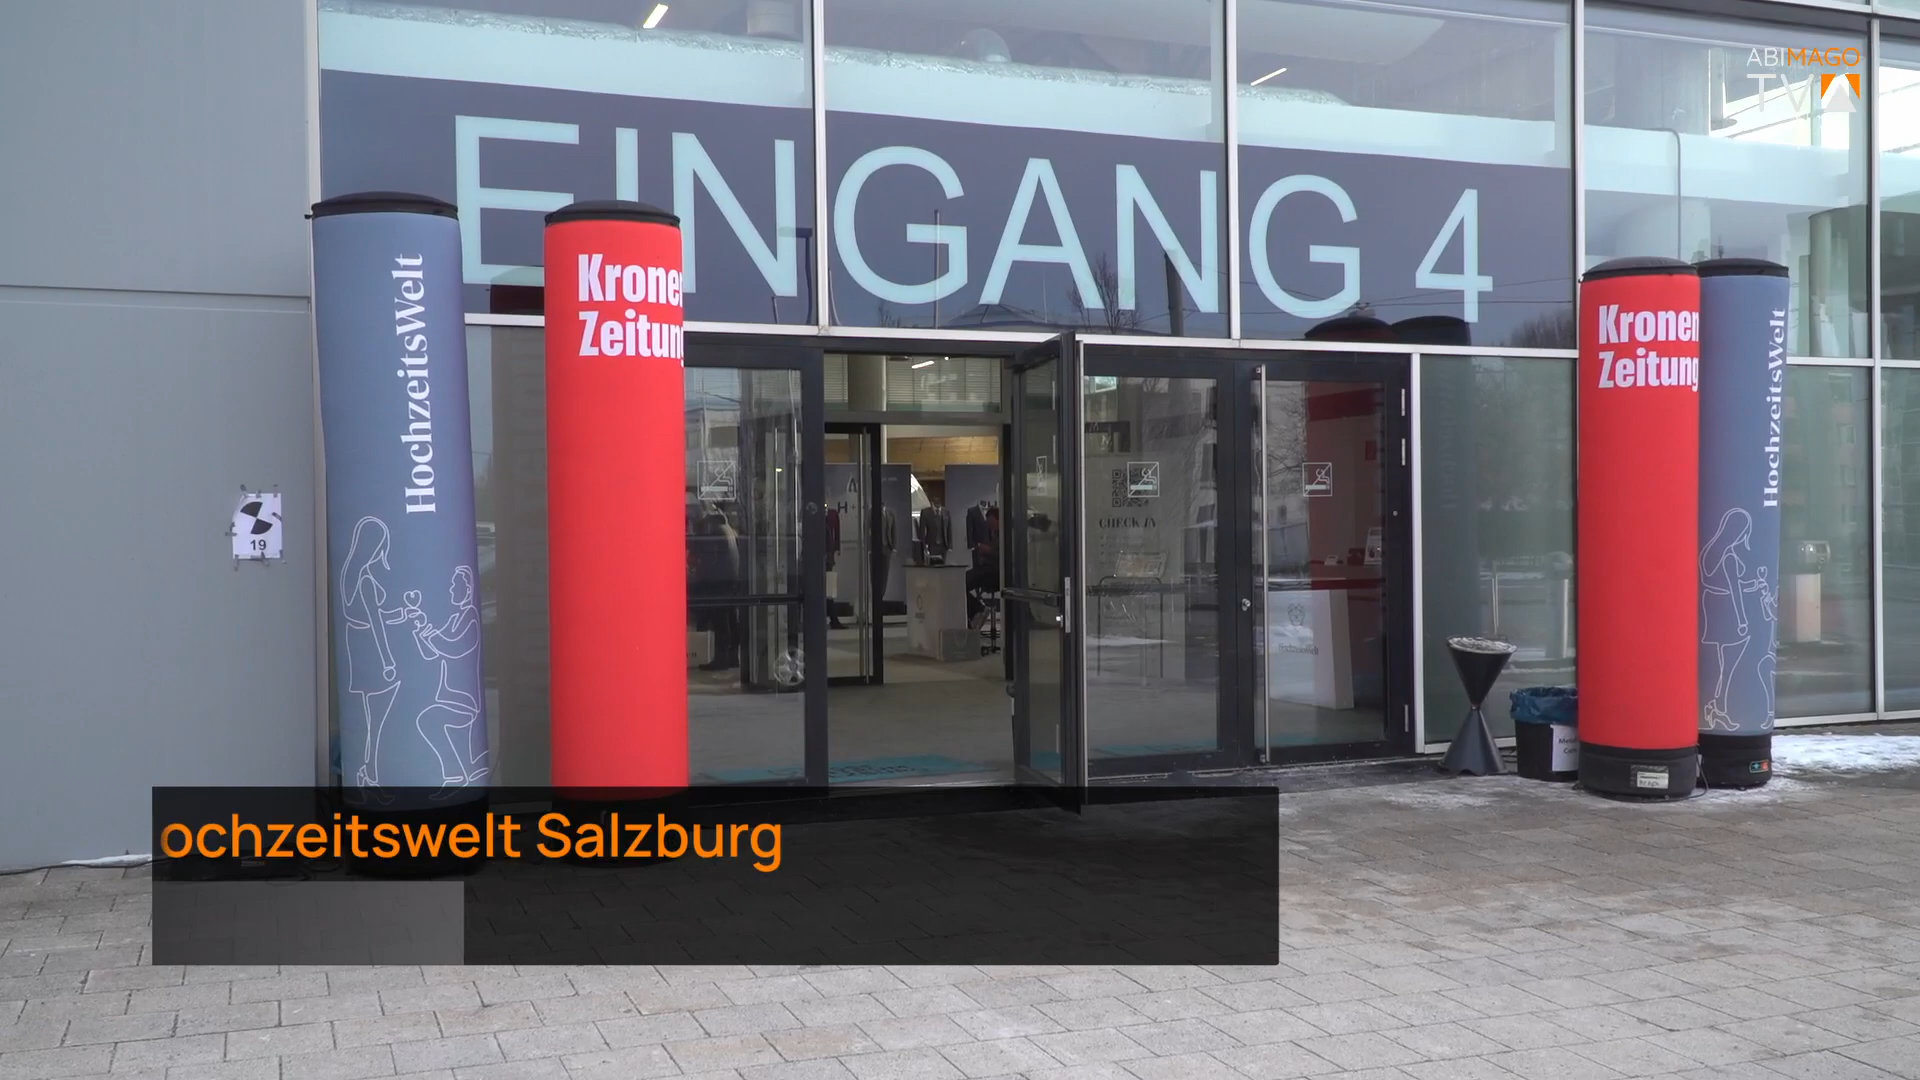 ABIMAGO
TV
EINGANG 4
HochzeitsWelt
Kronen
Zeitung
Kronen
Zeitung
HochzeitsWelt
19
CHECK IN
ochzeitswelt Salzburg